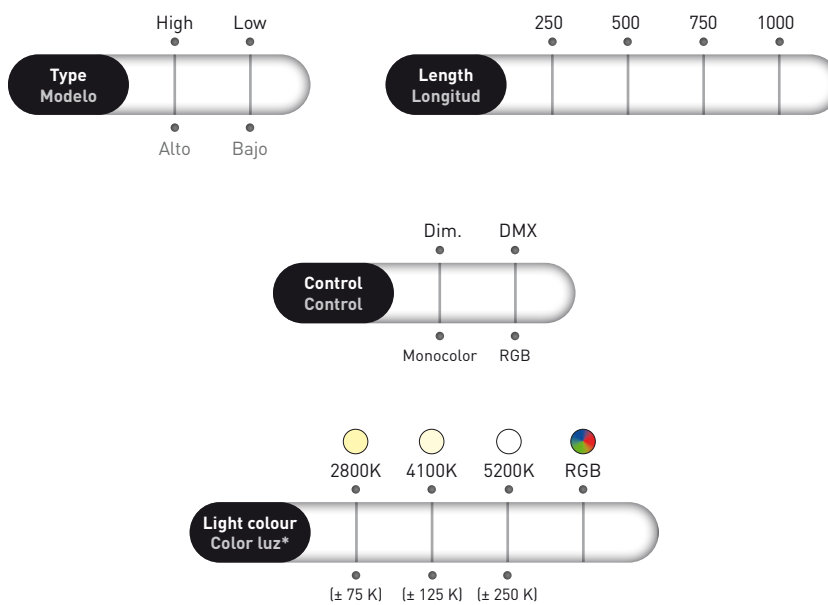 High Low
Type
Modelo
Alto Bajo
250 500 750 1000
Length
Longitud
Dim. DMX
Control
Control
Monocolor RGB
2800K 4100K 5200K RGB
Light colour
Color luz*
(± 75 K) (± 125 K) (± 250 K)